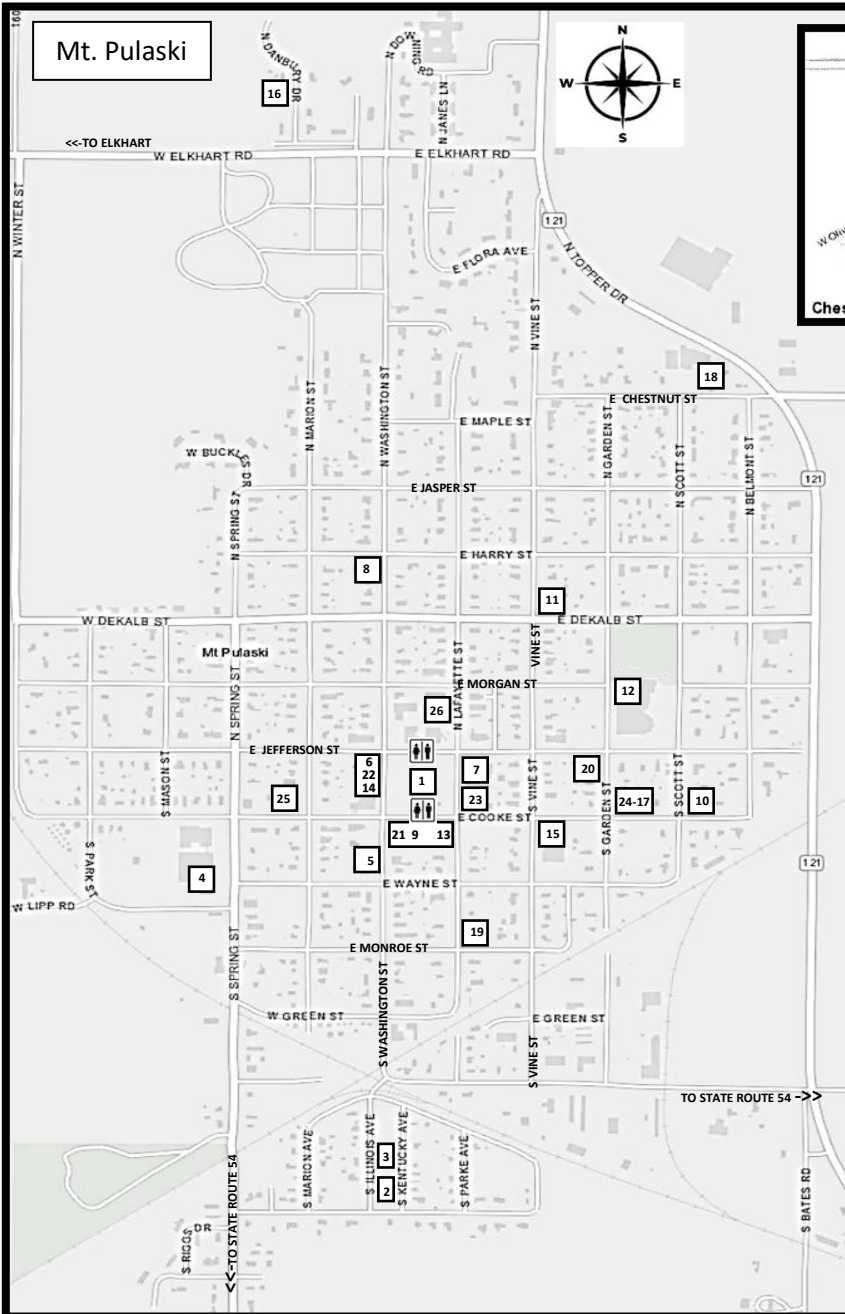 160
Mt. Pulaski
N DANBURY DR
N DOWNING RD
N JANES LN
16
N
W E
S
<<-TO ELKHART
W ELKHART RD
E ELKHART RD
N WINTER ST
121
N TOPPER DR
E FLORA AVE
W Oliv
Ches
N VINE ST
18
E CHESTNUT ST
N MARION ST
N WASHINGTON ST
E MAPLE ST
N GARDEN ST
N SCOTT ST
N BELMONT ST
W BUCKLES DR
E JASPER ST
121
N SPRING ST
E HARRY ST
8
11
W DEKALB ST
E DEKALB ST
Mt Pulaski
N SPRING ST
N LAFAYETTE ST
VINE ST
E MORGAN ST
12
26
E JEFFERSON ST
6
22
14
1
7
20
S MASON ST
25
23
S VINE ST
S GARDEN ST
24-17
S SCOTT ST
10
E COOKE ST
21 9 13
15
S PARK ST
4
5
E WAYNE ST
121
W LIPP RD
19
E MONROE ST
S SPRING ST
S WASHINGTON ST
W GREEN ST
E GREEN ST
S VINE ST
TO STATE ROUTE 54 ->>
S MARION AVE
S ILLINOIS AVE
S KENTUCKY AVE
S PARKE AVE
3
2
<<-TO STATE ROUTE 54
S RIGGS DR
S BATES RD